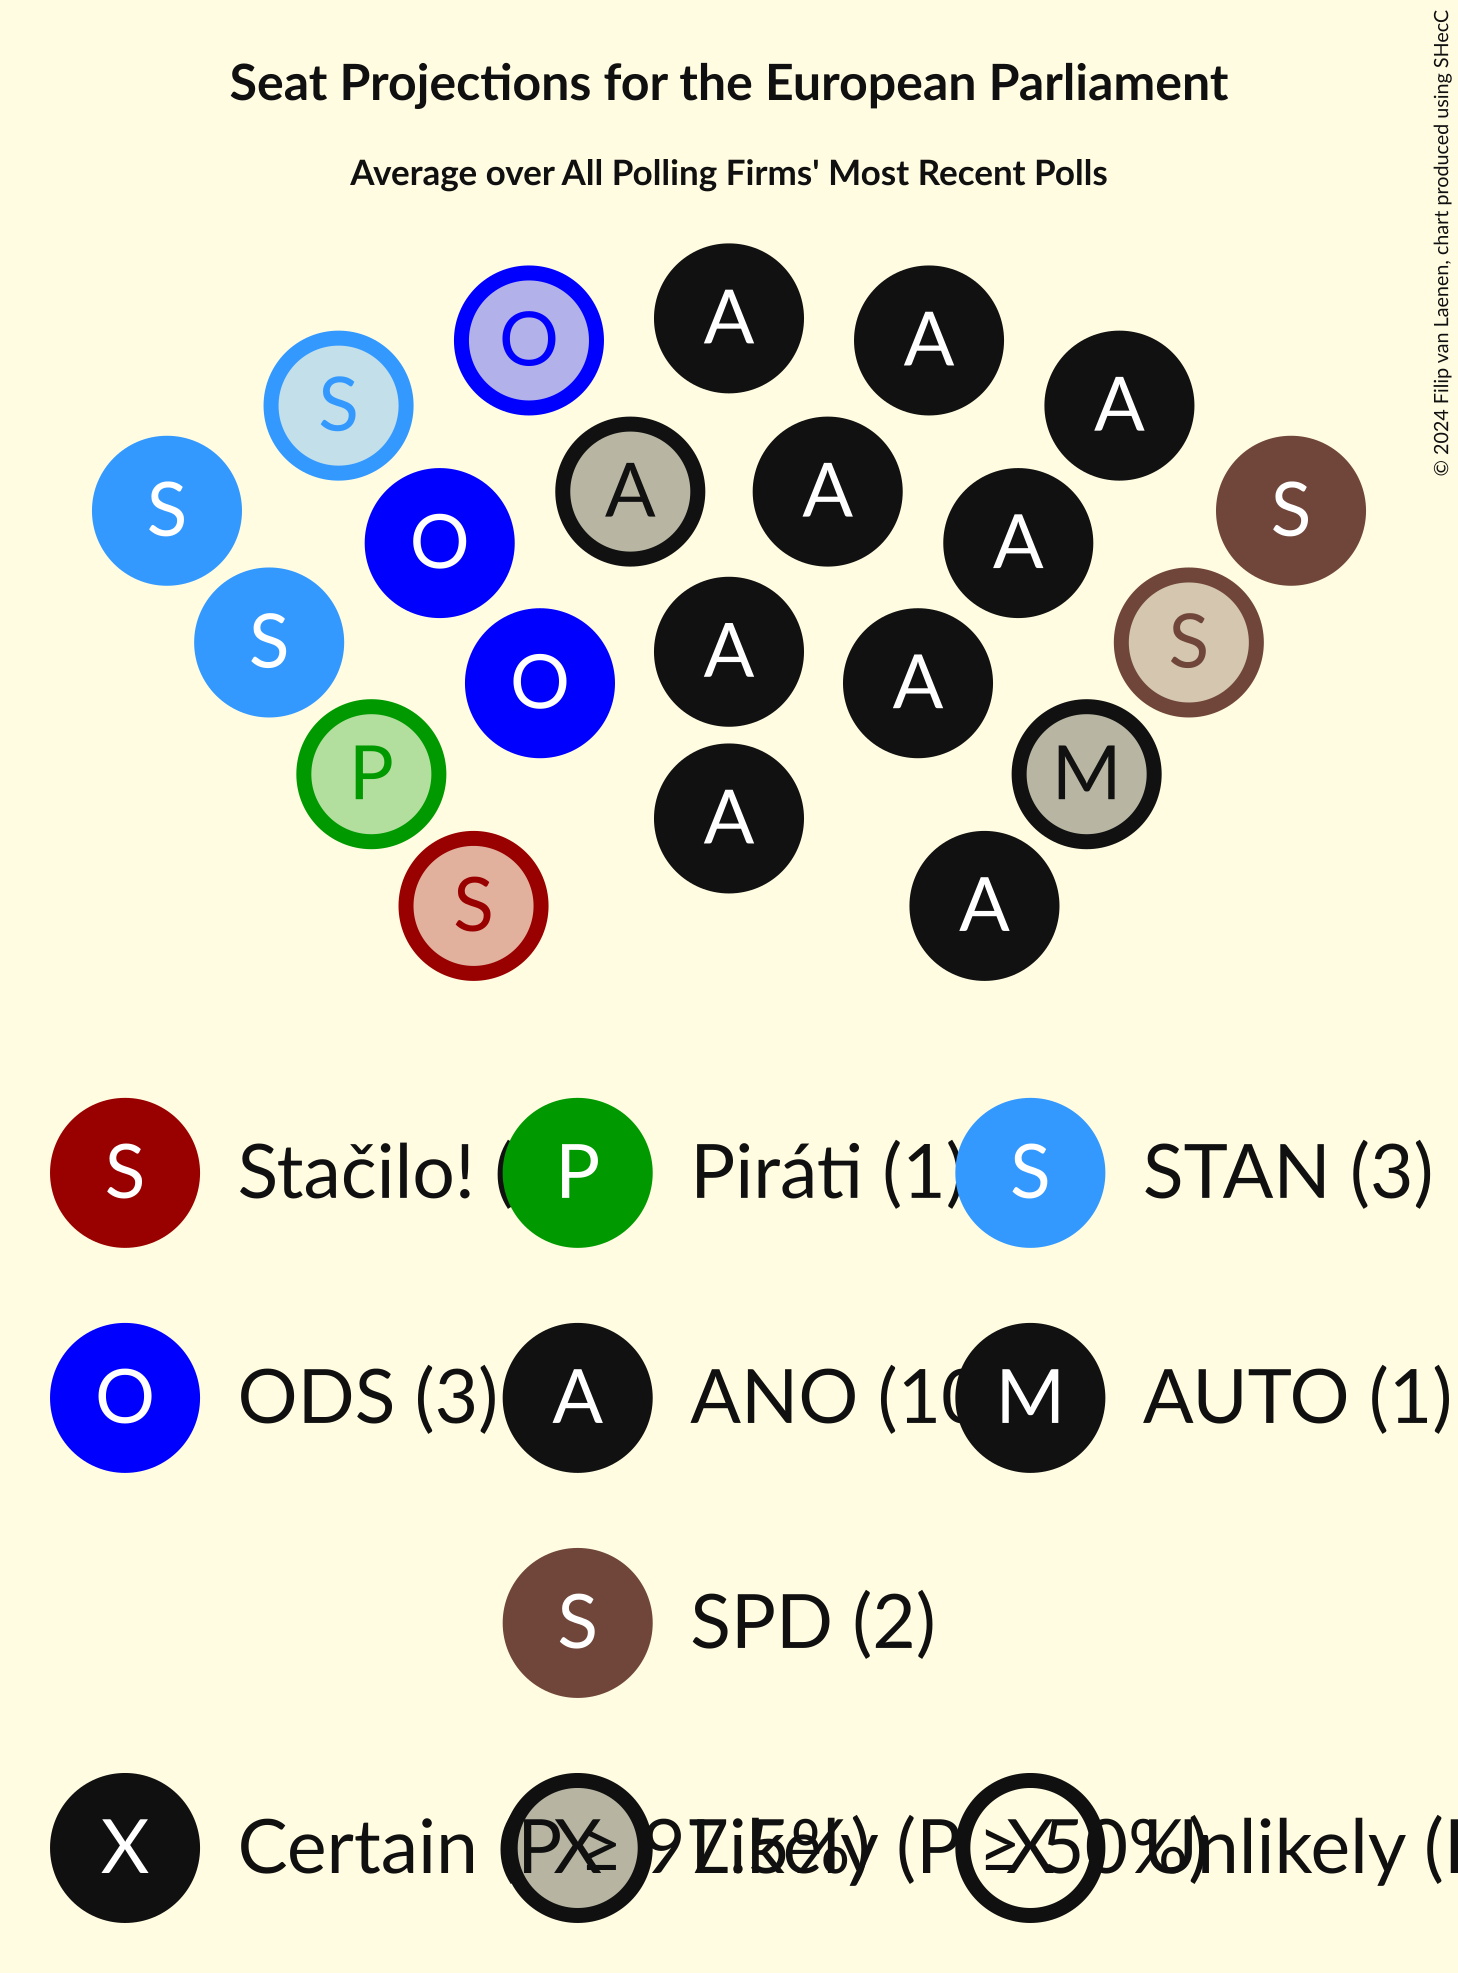 Seat Projections for the European Parliament
Average over All Polling Firms' Most Recent Polls
© 2024 Filip van Laenen, chart produced using SHecC
O A A A
S S
S A A A
O
S O A A S
P A M
S A
S Stačilo! ( P Piráti (1) S STAN (3)
O ODS (3) A ANO (10 M AUTO (1)
S SPD (2)
X Certain (P ≥ 97.5%) X Likely (P ≥ 50%) X Unlikely (